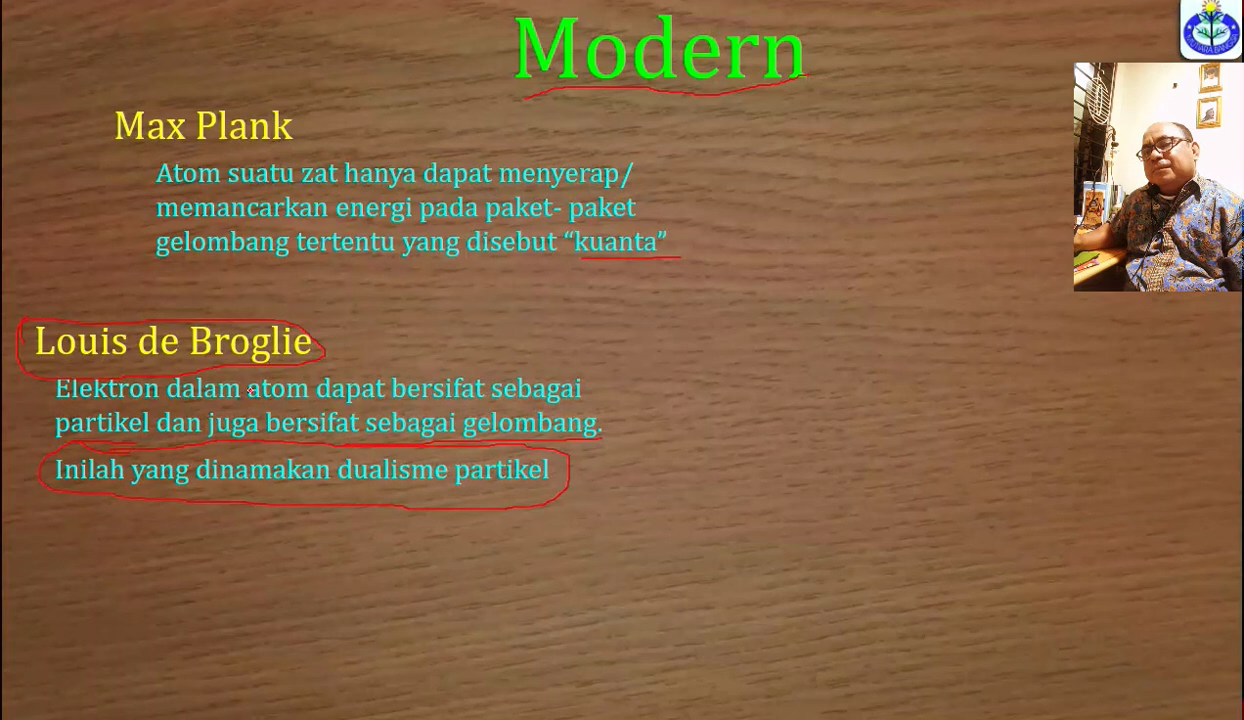 Modern
Max Plank
Atom suatu zat hanya dapat menyerap/
memancarkan energi pada paket- paket
gelombang tertentu yang disebut “kuanta”
Louis de Broglie
Elektron dalam atom dapat bersifat sebagai
partikel dan juga bersifat sebagai gelombang.
Inilah yang dinamakan dualisme partikel